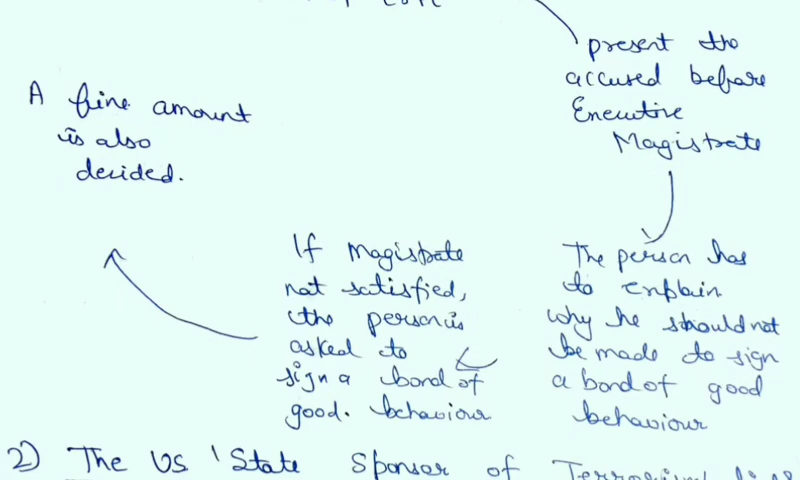 present the
accused before
Executive
Magistrate
A fine amount
is also
decided.
The person has
to explain
why he should not
be made to sign
a bond of good
behaviour
If Magistrate
not satisfied,
the person is
asked to
sign a bond of
good. behaviour
2) The US 'State Sponsor of Terrorism'